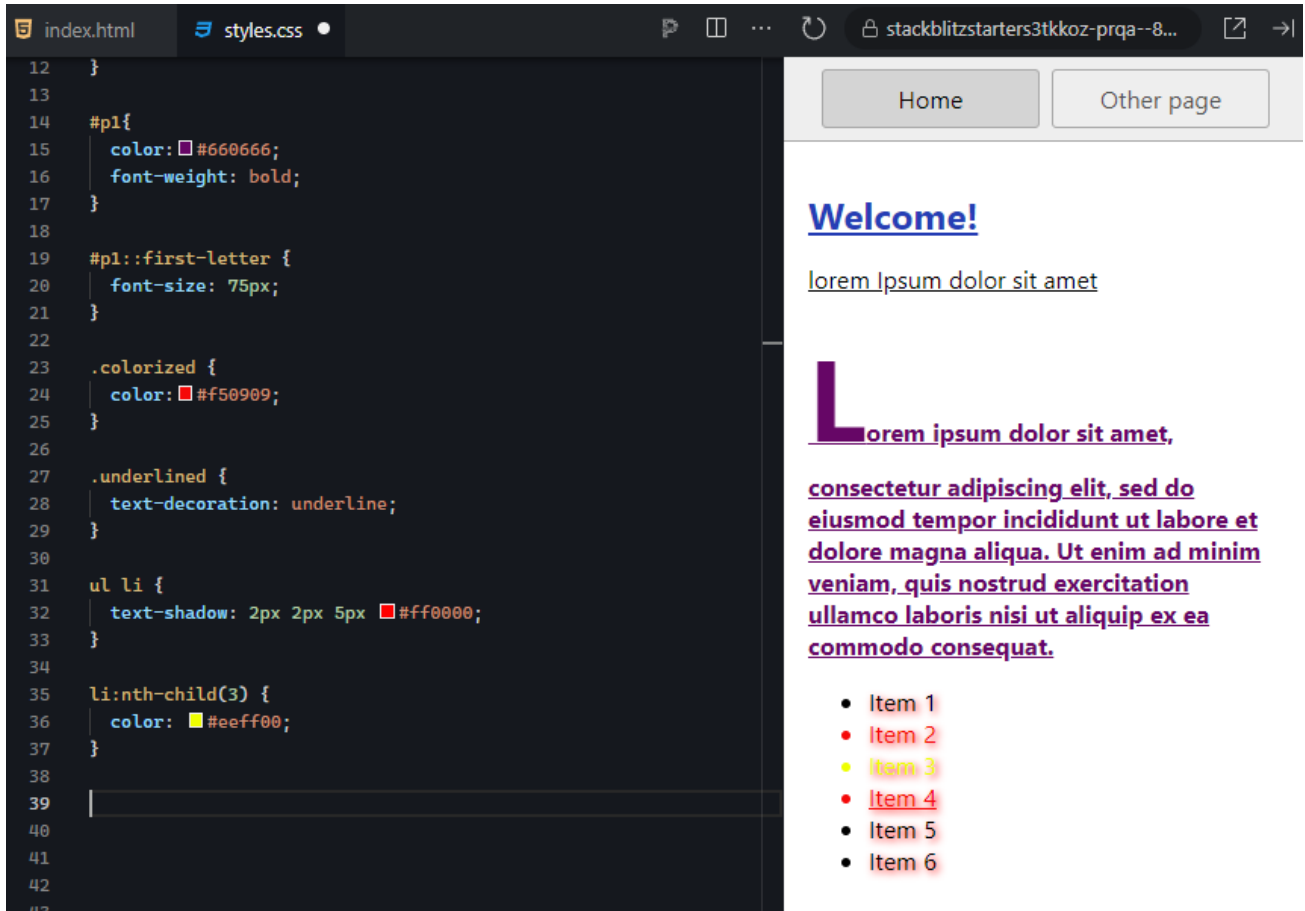 index.html
styles.css
stackblitzstarters3tkkoz-prqa--8...
12 }
13
14 #p1{
15 color: #660666;
16 font-weight: bold;
17 }
18
19 #p1::first-letter {
20 font-size: 75px;
21 }
22
23 .colorized {
24 color: #f50909;
25 }
26
27 .underlined {
28 text-decoration: underline;
29 }
30
31 ul li {
32 text-shadow: 2px 2px 5px #ff0000;
33 }
34
35 li:nth-child(3) {
36 color: #eeff00;
37 }
38
39
40
41
42
Home
Other page
Welcome!
lorem Ipsum dolor sit amet
Lorem ipsum dolor sit amet,
consectetur adipiscing elit, sed do
eiusmod tempor incididunt ut labore et
dolore magna aliqua. Ut enim ad minim
veniam, quis nostrud exercitation
ullamco laboris nisi ut aliquip ex ea
commodo consequat.
Item 1
Item 2
Item 3
Item 4
Item 5
Item 6